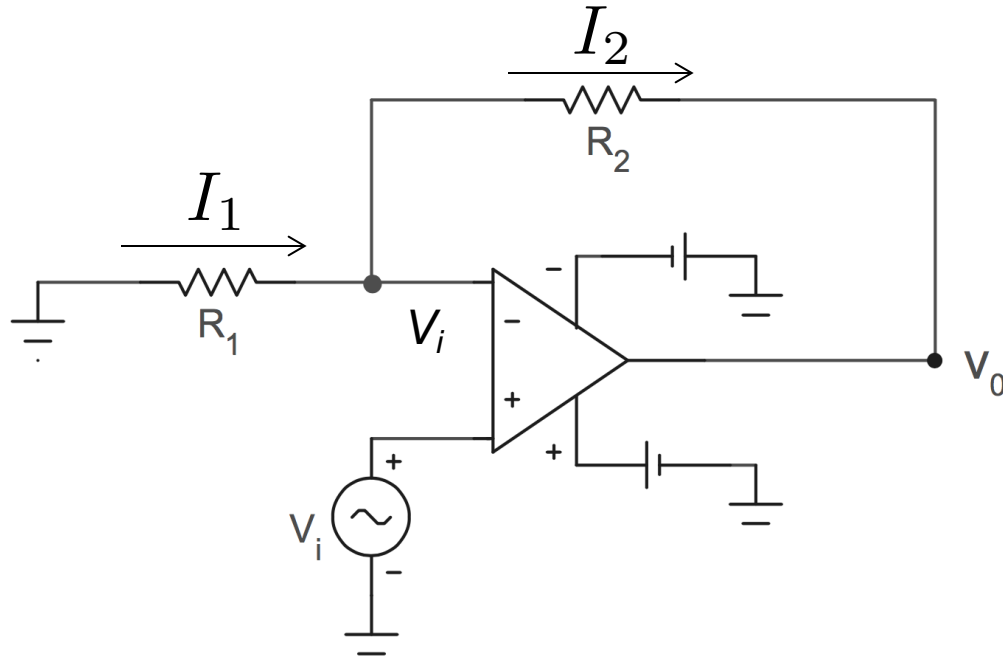 I₂
R₂
I₁
R₁
Vᵢ
−
−
+
+
V₀
+
Vᵢ
−